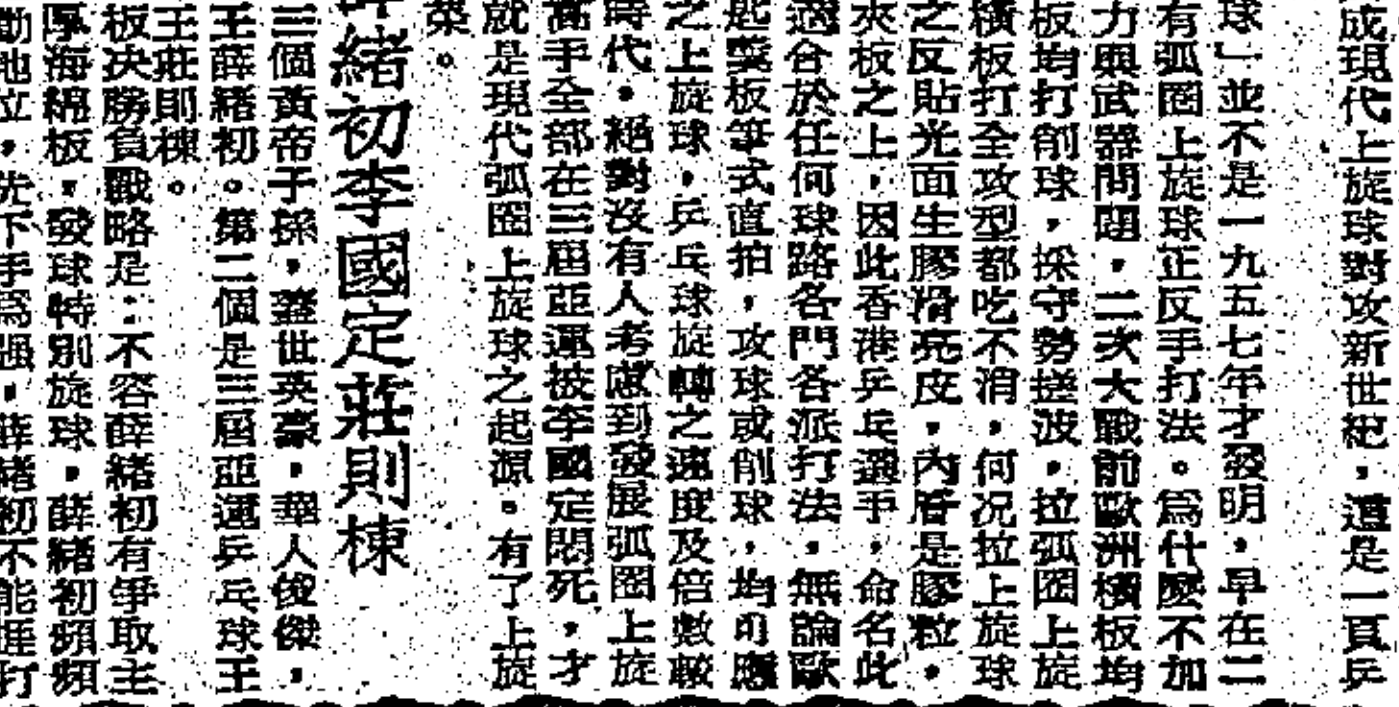 成現代上旋球對攻新世紀，這是一頁乒
球」並不是一九五七年才發明，早在二
有弧圈上旋球正反手打法。爲什麼不加
力與武器問題，二次大戰前歐洲橫板均
板均打削球，採守勢搓波，拉弧圈上旋
橫板打全攻型都吃不消，何况拉上旋球
之反貼光面生膠滑亮皮，內層是膠粒，
夾板之上，因此香港乒乓選手，命名此
適合於任何球路各門各派打法，無論歐
板筆式直拍，攻球或削球，均可應
之上旋球，乒乓球旋轉之速度及倍數較
時代，絕對沒有人考慮到發展弧圈上旋
高手全部在三屆亞運被李國定悶死，才
就是現代弧圈上旋球之起源。有了上旋
。
緒初李國定莊則棟
三個黃帝子孫，蓋世英豪，華人俊傑，
王薛緒初。第二個是三屆亞運乒乓球王
王莊則棟。
板決勝負戰略是：不容薛緒初有爭取主
厚海綿板，發球特別旋球，薛緒初頻頻
動地位，先下手爲强，薛緒初不能捱打